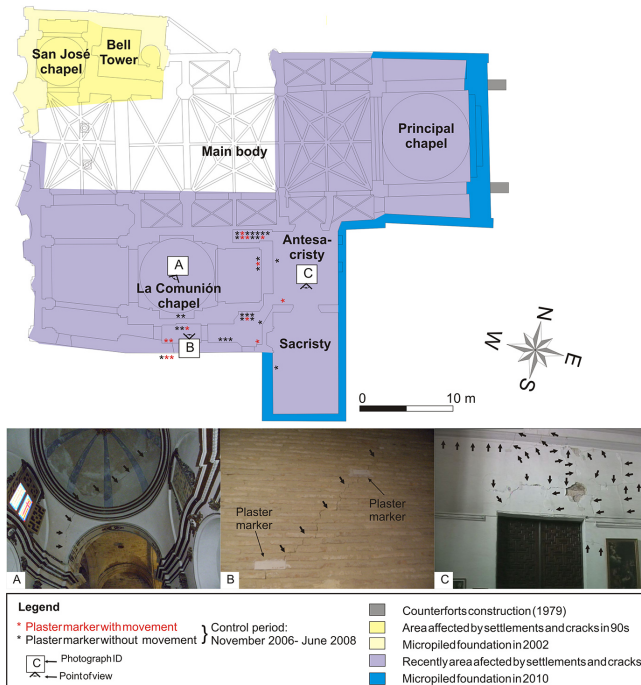 San José
chapel
Bell
Tower
Main body
Principal
chapel
Antesa-
cristy
A
C
La Comunión
chapel
B
Sacristy
N
W
E
S
0
10 m
Plaster
marker
Plaster
marker
A
B
C
Legend
* Plaster marker with movement
* Plaster marker without movement
} Control period:
November 2006- June 2008
C
Photograph ID
Point of view
Counterforts construction (1979)
Area affected by settlements and cracks in 90s
Micropiled foundation in 2002
Recently area affected by settlements and cracks
Micropiled foundation in 2010